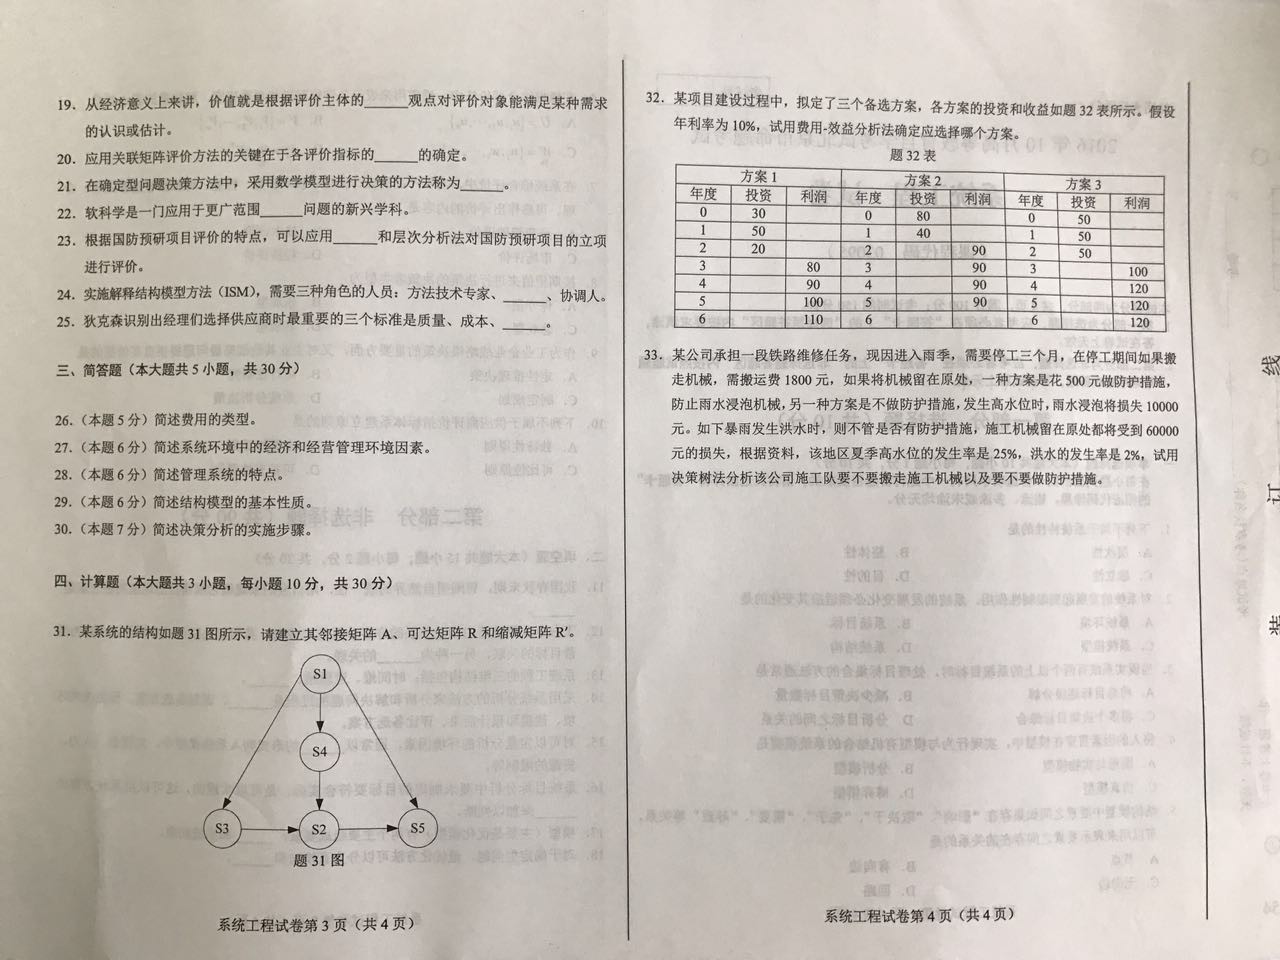 19．从经济意义上来讲，价值就是根据评价主体的______观点对评价对象能满足某种需求
的认识或估计。
20．应用关联矩阵评价方法的关键在于各评价指标的______的确定。
21．在确定型问题决策方法中，采用数学模型进行决策的方法称为______。
22．软科学是一门应用于更广范围______问题的新兴学科。
23．根据国防预研项目评价的特点，可以应用______和层次分析法对国防预研项目的立项
进行评价。
24．实施解释结构模型方法（ISM），需要三种角色的人员：方法技术专家、______、协调人。
25．狄克森识别出经理们选择供应商时最重要的三个标准是质量、成本、______。
三、简答题（本大题共 5 小题，共 30 分）
26．（本题 5 分）简述费用的类型。
27．（本题 6 分）简述系统环境中的经济和经营管理环境因素。
28．（本题 6 分）简述管理系统的特点。
29．（本题 6 分）简述结构模型的基本性质。
30．（本题 7 分）简述决策分析的实施步骤。
四、计算题（本大题共 3 小题，每小题 10 分，共 30 分）
31．某系统的结构如题 31 图所示，请建立其邻接矩阵 A、可达矩阵 R 和缩减矩阵 R′。
S1
S4
S3 S2 S5
题 31 图
系统工程试卷第 3 页（共 4 页）
32．某项目建设过程中，拟定了三个备选方案，各方案的投资和收益如题 32 表所示。假设
年利率为 10%，试用费用-效益分析法确定应选择哪个方案。
题 32 表
方案 1 方案 2 方案 3
年度 投资 利润 年度 投资 利润 年度 投资 利润
0 30 0 80 0 50
1 50 1 40 1 50
2 20 2 90 2 50
3 80 3 90 3 100
4 90 4 90 4 120
5 100 5 90 5 120
6 110 6 6 120
33．某公司承担一段铁路维修任务，现因进入雨季，需要停工三个月，在停工期间如果搬
走机械，需搬运费 1800 元，如果将机械留在原处，一种方案是花 500 元做防护措施，
防止雨水浸泡机械，另一种方案是不做防护措施，发生高水位时，雨水浸泡将损失 10000
元。如下暴雨发生洪水时，则不管是否有防护措施，施工机械留在原处都将受到 60000
元的损失，根据资料，该地区夏季高水位的发生率是 25%，洪水的发生率是 2%，试用
决策树法分析该公司施工队要不要搬走施工机械以及要不要做防护措施。
系统工程试卷第 4 页（共 4 页）
线
订
装